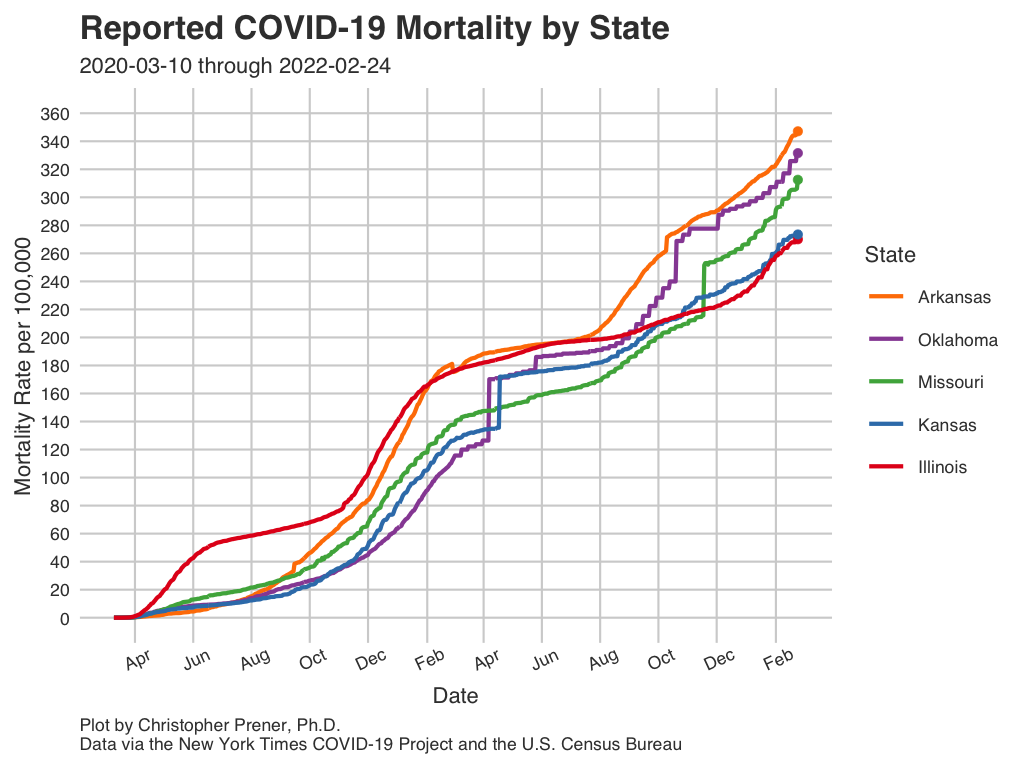 Reported COVID-19 Mortality by State
2020-03-10 through 2022-02-24
Mortality Rate per 100,000
360
340
320
300
280
260
240
220
200
180
160
140
120
100
80
60
40
20
0
Apr Jun Aug Oct Dec Feb Apr Jun Aug Oct Dec Feb
Date
State
Arkansas
Oklahoma
Missouri
Kansas
Illinois
Plot by Christopher Prener, Ph.D.
Data via the New York Times COVID-19 Project and the U.S. Census Bureau